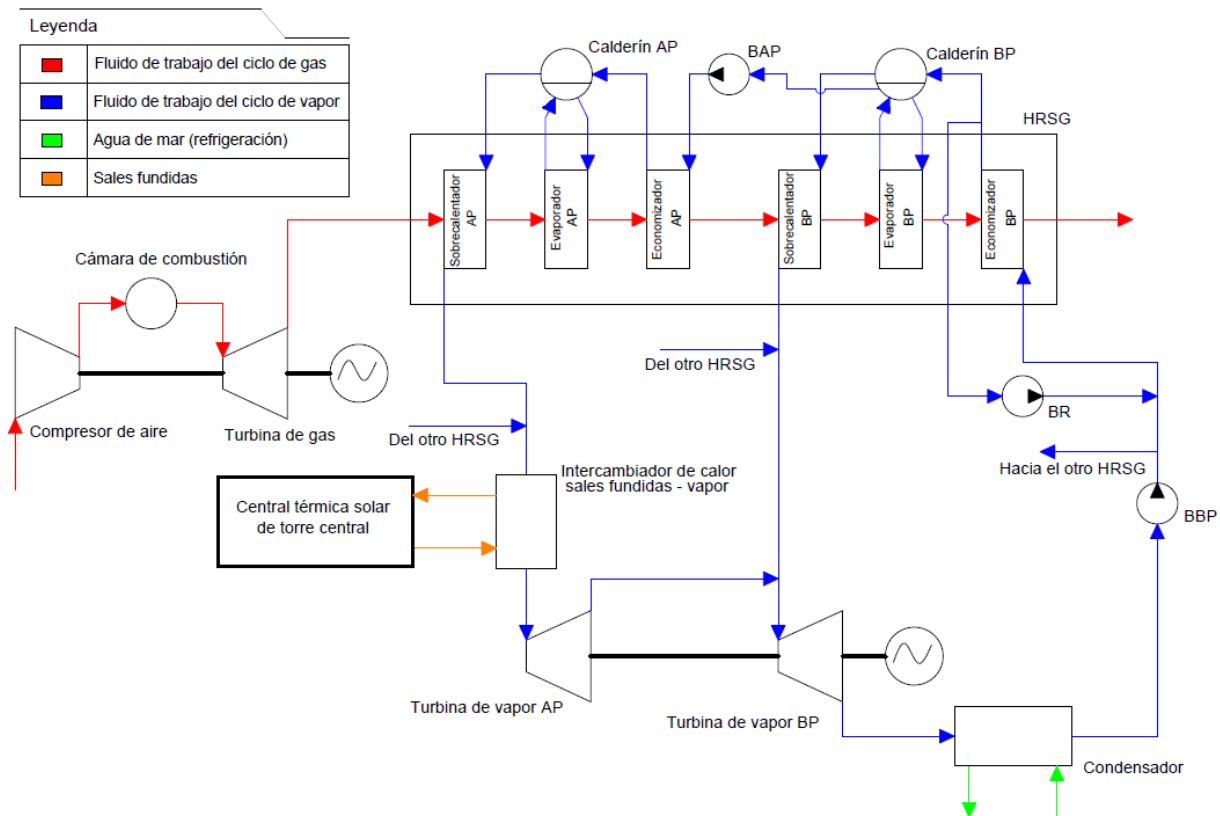 Leyenda
Fluido de trabajo del ciclo de gas
Fluido de trabajo del ciclo de vapor
Agua de mar (refrigeración)
Sales fundidas
Calderín AP
BAP
Calderín BP
HRSG
Sobrecalentador
AP
Evaporador
AP
Economizador
AP
Sobrecalentador
BP
Evaporador
BP
Economizador
BP
Cámara de combustión
Compresor de aire
Turbina de gas
Del otro HRSG
Del otro HRSG
BR
Hacia el otro HRSG
BBP
Intercambiador de calor
sales fundidas - vapor
Central térmica solar
de torre central
Turbina de vapor AP
Turbina de vapor BP
Condensador